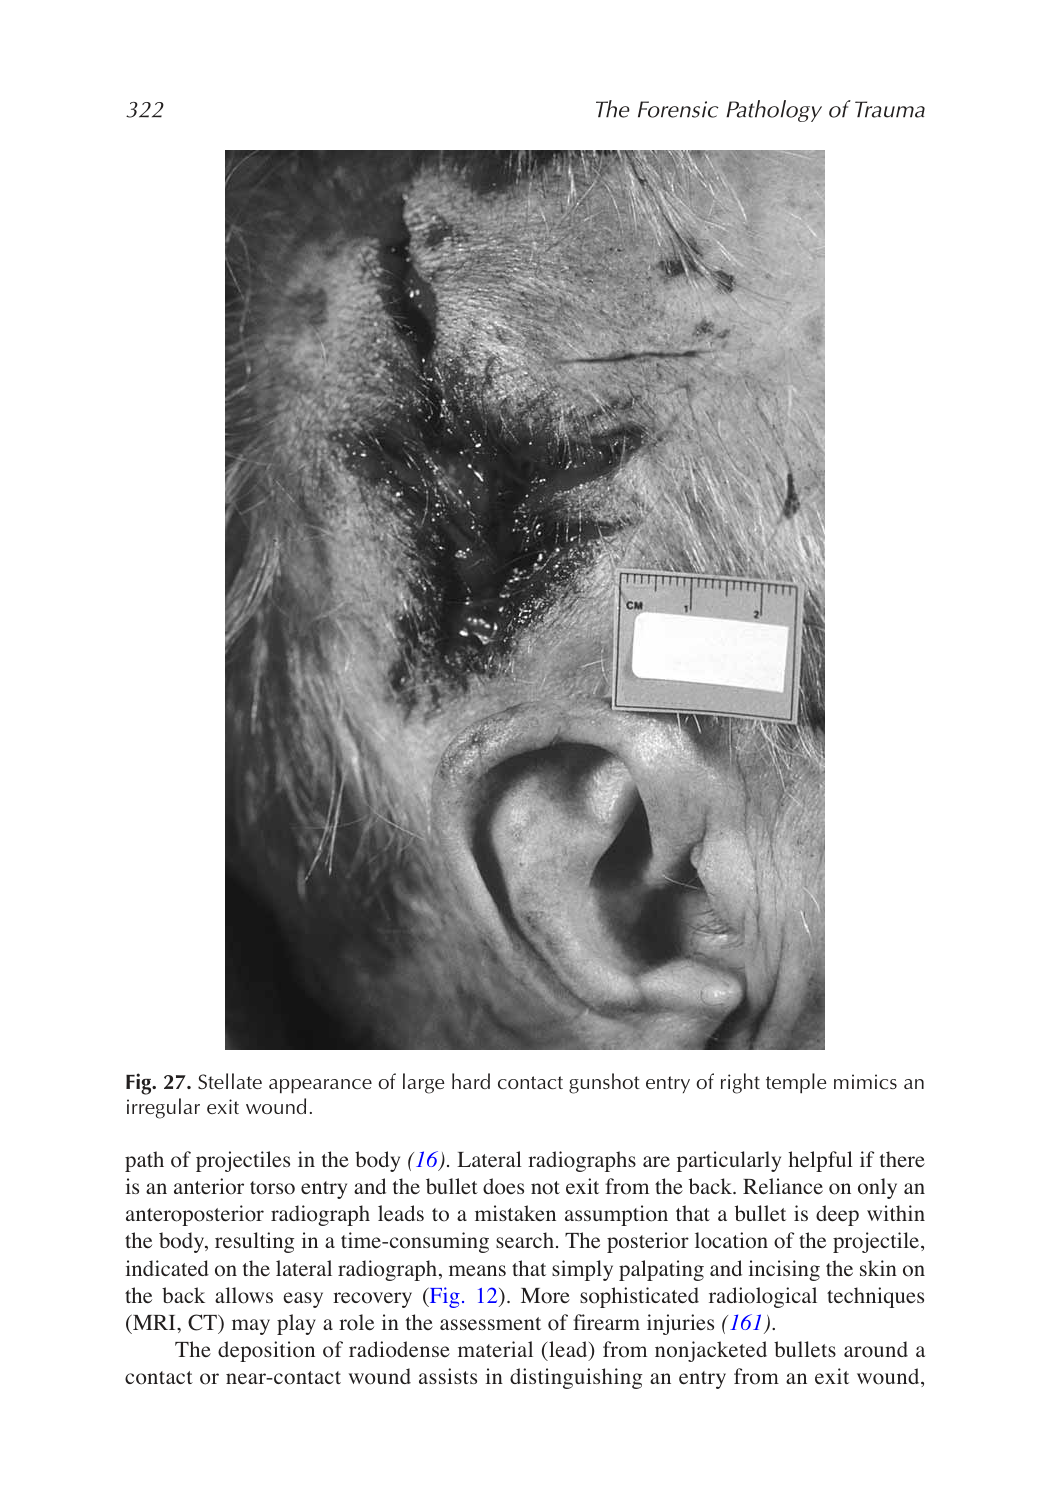 322
The Forensic Pathology of Trauma
CM
1
2
Fig. 27. Stellate appearance of large hard contact gunshot entry of right temple mimics an
irregular exit wound.
path of projectiles in the body (16). Lateral radiographs are particularly helpful if there
is an anterior torso entry and the bullet does not exit from the back. Reliance on only an
anteroposterior radiograph leads to a mistaken assumption that a bullet is deep within
the body, resulting in a time-consuming search. The posterior location of the projectile,
indicated on the lateral radiograph, means that simply palpating and incising the skin on
the back allows easy recovery (Fig. 12). More sophisticated radiological techniques
(MRI, CT) may play a role in the assessment of firearm injuries (161).
The deposition of radiodense material (lead) from nonjacketed bullets around a
contact or near-contact wound assists in distinguishing an entry from an exit wound,